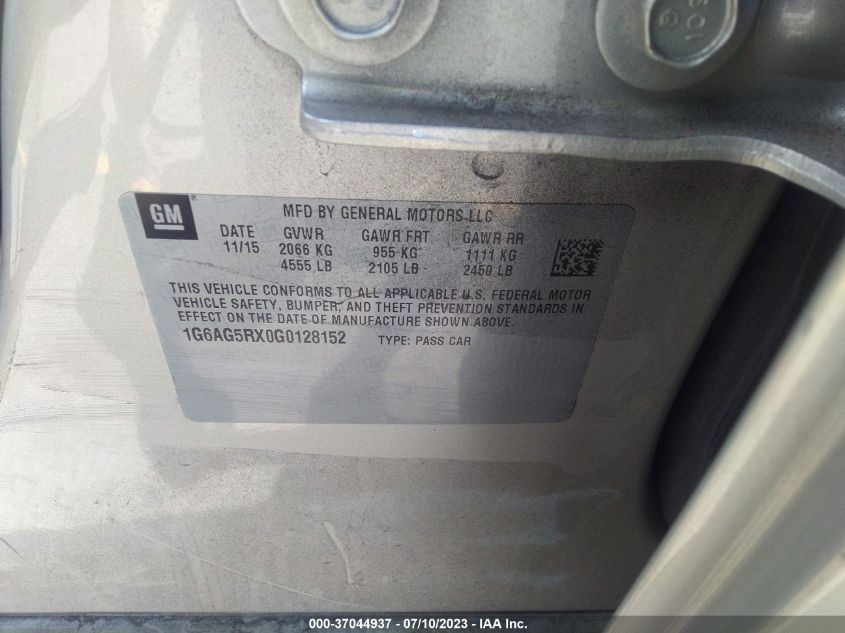 109
GM
MFD BY GENERAL MOTORS LLC
DATE GVWR GAWR FRT GAWR RR
11/15 2066 KG 955 KG 1111 KG
4555 LB 2105 LB 2450 LB
THIS VEHICLE CONFORMS TO ALL APPLICABLE U.S. FEDERAL MOTOR
VEHICLE SAFETY, BUMPER, AND THEFT PREVENTION STANDARDS IN
EFFECT ON THE DATE OF MANUFACTURE SHOWN ABOVE.
1G6AG5RX0G0128152 TYPE: PASS CAR
000-37044937 - 07/10/2023 - IAA Inc.